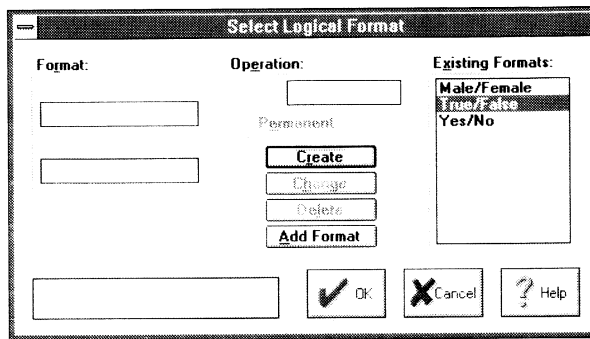 Select Logical Format
Format:
Operation:
Existing Formats:
Male/Female
True/False
Yes/No
Permanent
Create
Change
Delete
Add Format
OK
Cancel
? Help